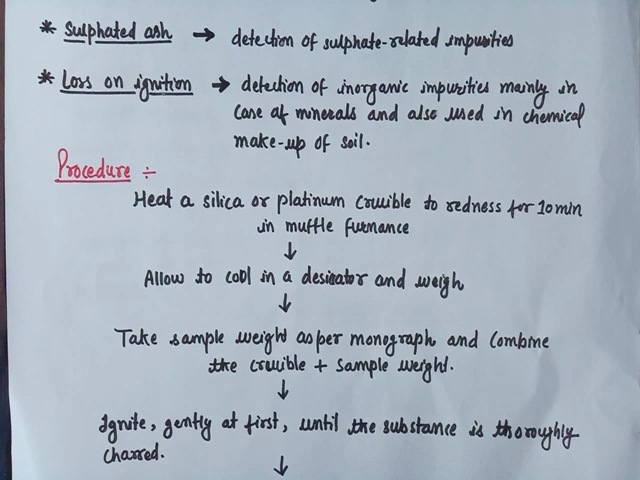 * Sulphated ash → detection of sulphate-related impurities
* Loss on ignition → detection of inorganic impurities mainly in
case of minerals and also used in chemical
make-up of soil.
Procedure ÷
Heat a silica or platinum crucible to redness for 10 min
in muffle furnance
↓
Allow to cool in a desicator and weigh
↓
Take sample weight as per monograph and combine
the crucible + sample weight.
↓
Ignite, gently at first, until the substance is thoroughly
charred.
↓